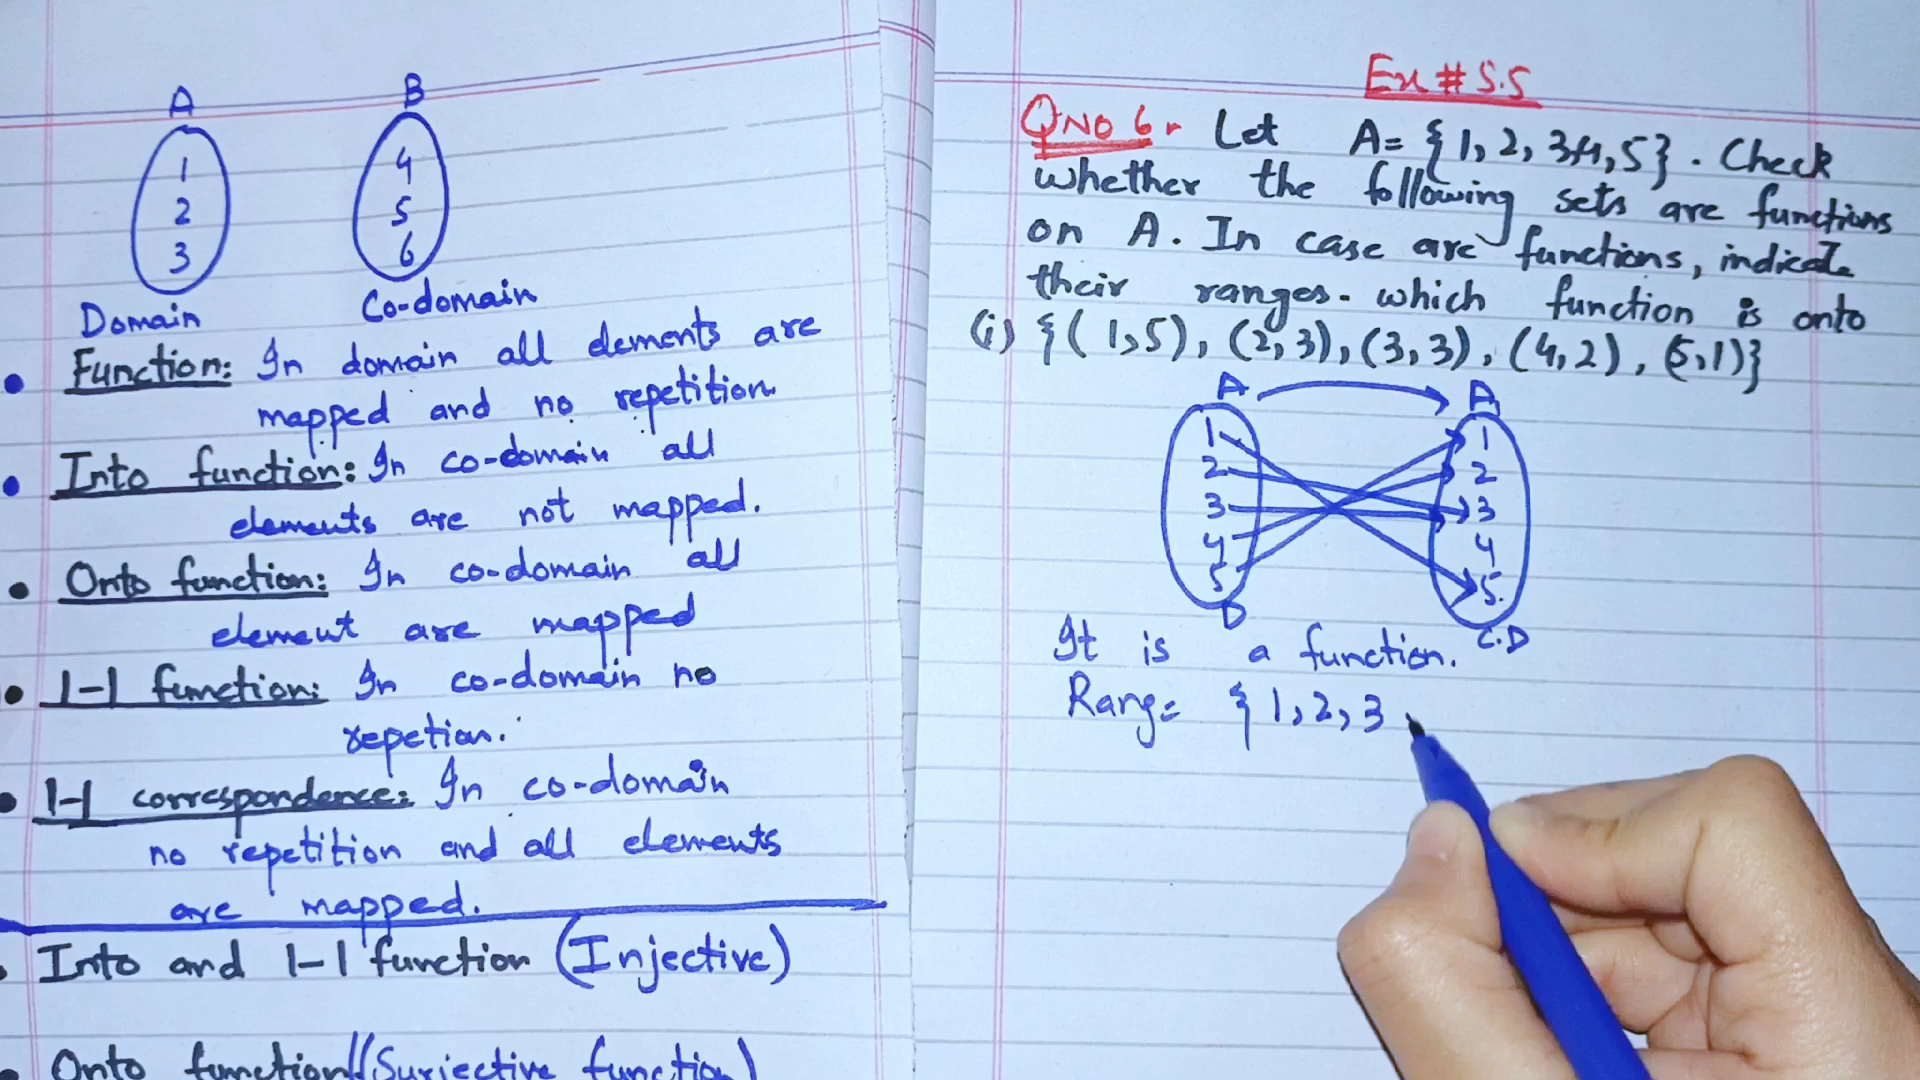 A B
1 4
2 5
3 6
Domain Co-domain
Function: In domain all elements are
mapped and no repetition
Into function: In co-domain all
elements are not mapped.
Onto function: In co-domain all
element are mapped
1-1 function: In co-domain no
repetion.
1-1 correspondence: In co-domain
no repetition and all elements
are mapped.
Into and 1-1 function (Injective)
Onto function (Surjective function)
Ex # 5.5
Q NO 6 Let A= {1, 2, 3,4, 5}. Check
whether the following sets are functions
on A. In case are functions, indicate
their ranges. which function is onto
(i) {(1,5), (2,3), (3,3), (4,2), (5,1)}
A A
1 1
2 2
3 3
4 4
5 5.
D C.D
It is a function.
Rang= {1, 2, 3